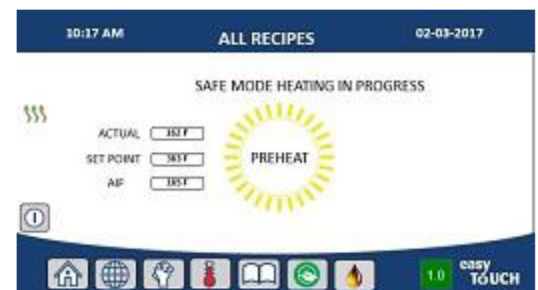 10:17 AM
ALL RECIPES
02-03-2017
SAFE MODE HEATING IN PROGRESS
ACTUAL
SET POINT
AIF
PREHEAT
1.0
easy
TOUCH